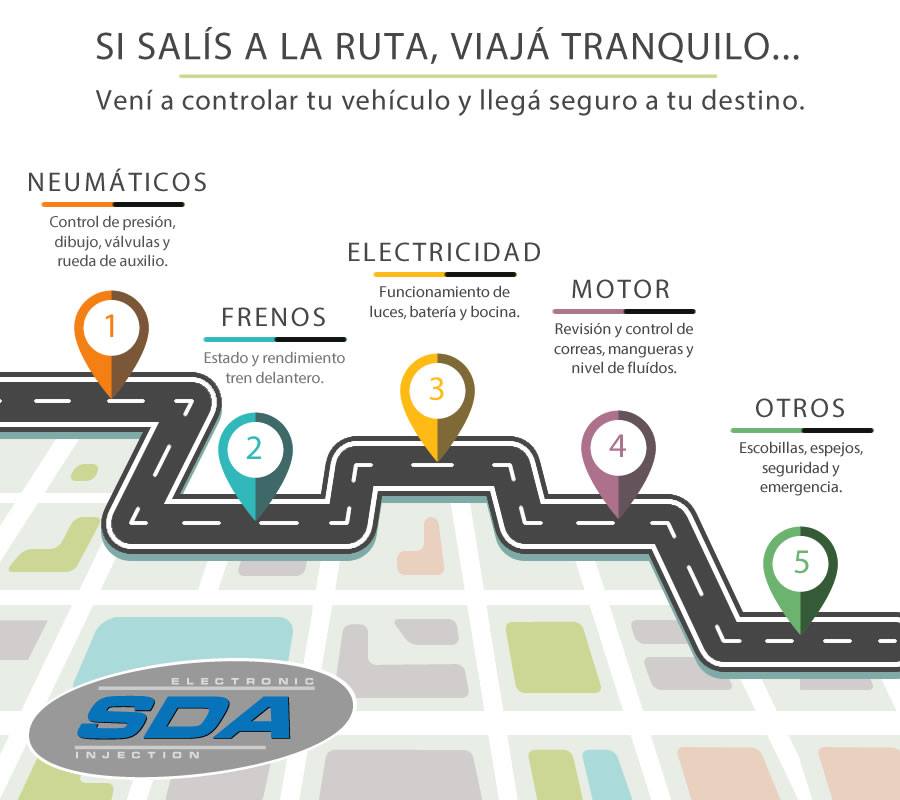 SI SALÍS A LA RUTA, VIAJÁ TRANQUILO...
Vení a controlar tu vehículo y llegá seguro a tu destino.
NEUMÁTICOS
Control de presión,
dibujo, válvulas y
rueda de auxilio.
1
FRENOS
Estado y rendimiento
tren delantero.
2
ELECTRICIDAD
Funcionamiento de
luces, batería y bocina.
3
MOTOR
Revisión y control de
correas, mangueras y
nivel de fluídos.
4
OTROS
Escobillas, espejos,
seguridad y
emergencia.
5
ELECTRONIC
SDA
INJECTION